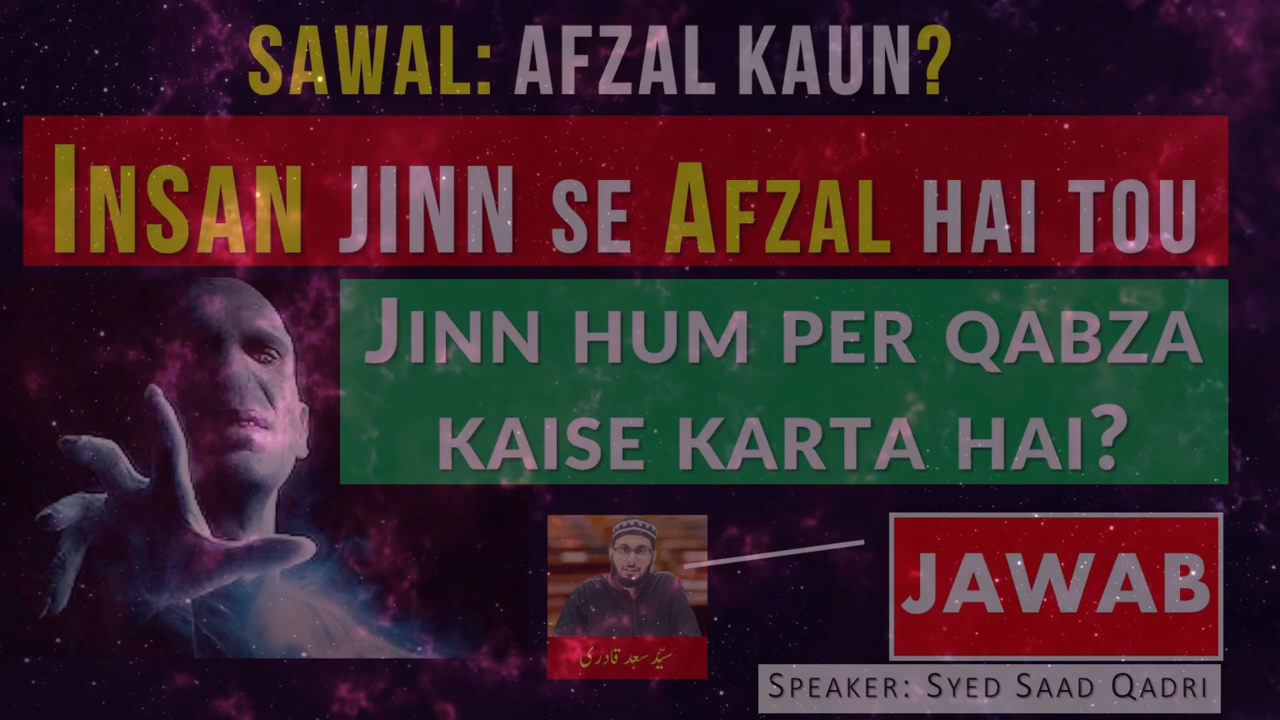 SAWAL: AFZAL KAUN?
INSAN JINN SE AFZAL HAI TOU
JINN HUM PER QABZA
KAISE KARTA HAI?
JAWAB
سیّد سعد قادری
SPEAKER: SYED SAAD QADRI